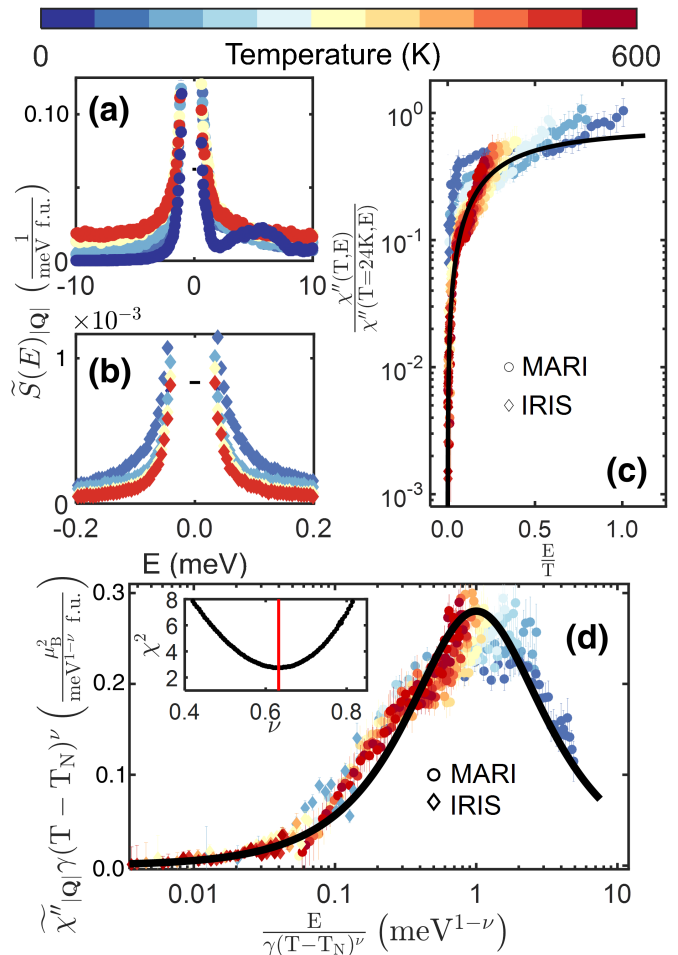 0 Temperature (K) 600
(a)
0.10
0
-10 0 10
S̃(E)|Q| (1/meV f.u.)
×10⁻³
(b)
1
0
-0.2 0.0 0.2
E (meV)
χ″(T,E)/χ″(T=24K,E)
10⁰
10⁻¹
10⁻²
10⁻³
MARI
IRIS
(c)
0.0 0.5 1.0
E/T
χ̃″|Q|γ(T − T_N)^ν (μ_B²/meV^{1−ν} f.u.)
0.3
0.2
0.1
0.0
χ²
8
6
4
2
0.4 0.6 0.8
ν
(d)
MARI
IRIS
0.01 0.1 1 10
E/γ(T−T_N)^ν (meV^{1−ν})